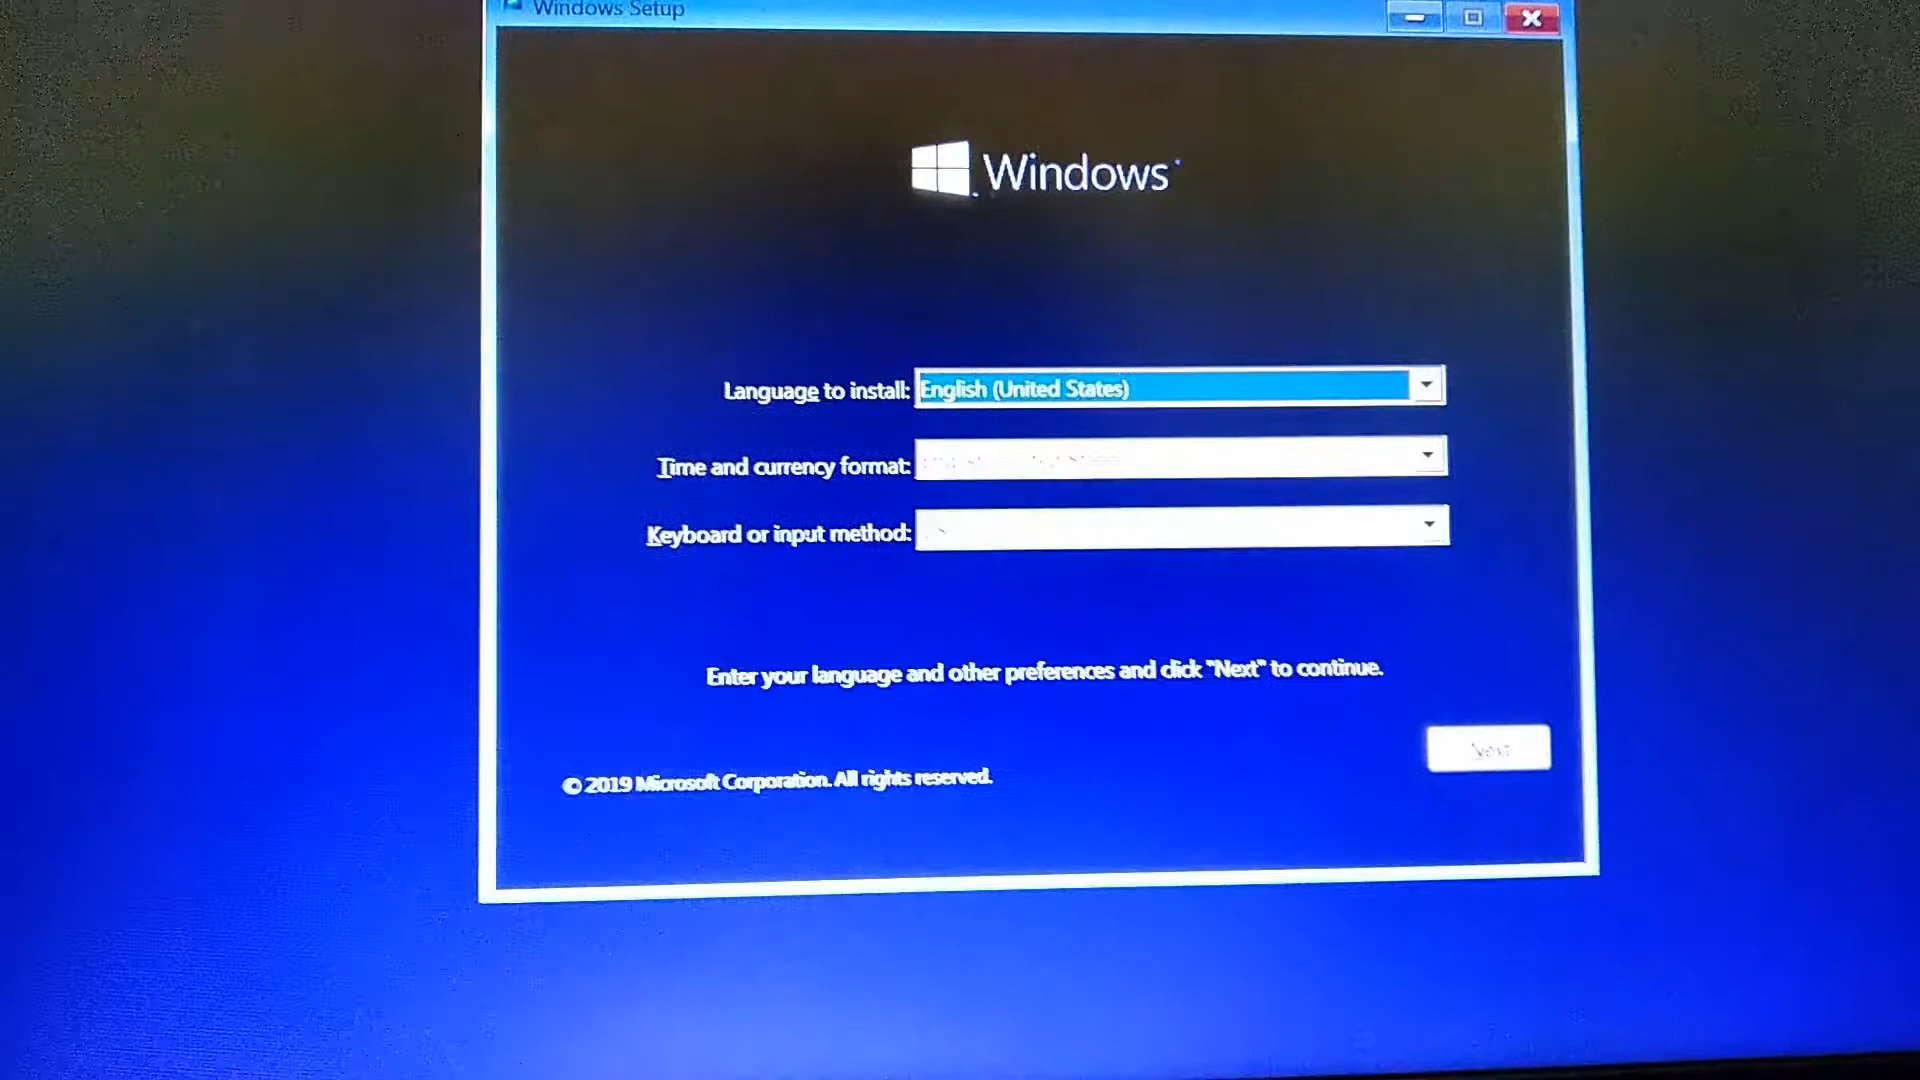 Windows Setup
Windows
Language to install: English (United States)
Time and currency format:
Keyboard or input method:
Enter your language and other preferences and click "Next" to continue.
Next
© 2019 Microsoft Corporation. All rights reserved.